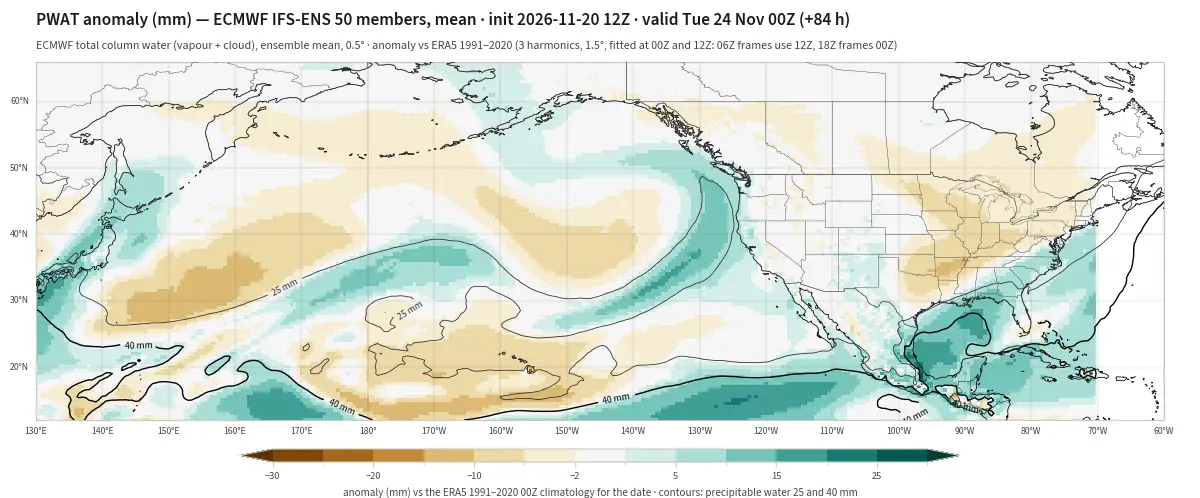 PWAT anomaly (mm) — ECMWF IFS-ENS 50 members, mean · init 2026-11-20 12Z · valid Tue 24 Nov 00Z (+84 h)
ECMWF total column water (vapour + cloud), ensemble mean, 0.5° · anomaly vs ERA5 1991–2020 (3 harmonics, 1.5°, fitted at 00Z and 12Z: 06Z frames use 12Z, 18Z frames 00Z)
60°N
50°N
40°N
30°N
20°N
25 mm
25 mm
40 mm
40 mm
40 mm
130°E 140°E 150°E 160°E 170°E 180° 170°W 160°W 150°W 140°W 130°W 120°W 110°W 100°W 90°W 80°W 70°W 60°W
−30 −20 −10 −2 5 15 25
anomaly (mm) vs the ERA5 1991–2020 00Z climatology for the date · contours: precipitable water 25 and 40 mm